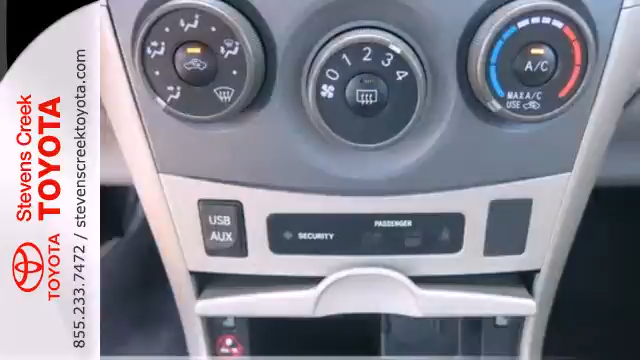 Stevens Creek
TOYOTA
TOYOTA
855.233.7472 / stevenscreektoyota.com
0 1 2 3 4
A/C
MAX A/C
USE
USB
AUX
SECURITY
PASSENGER